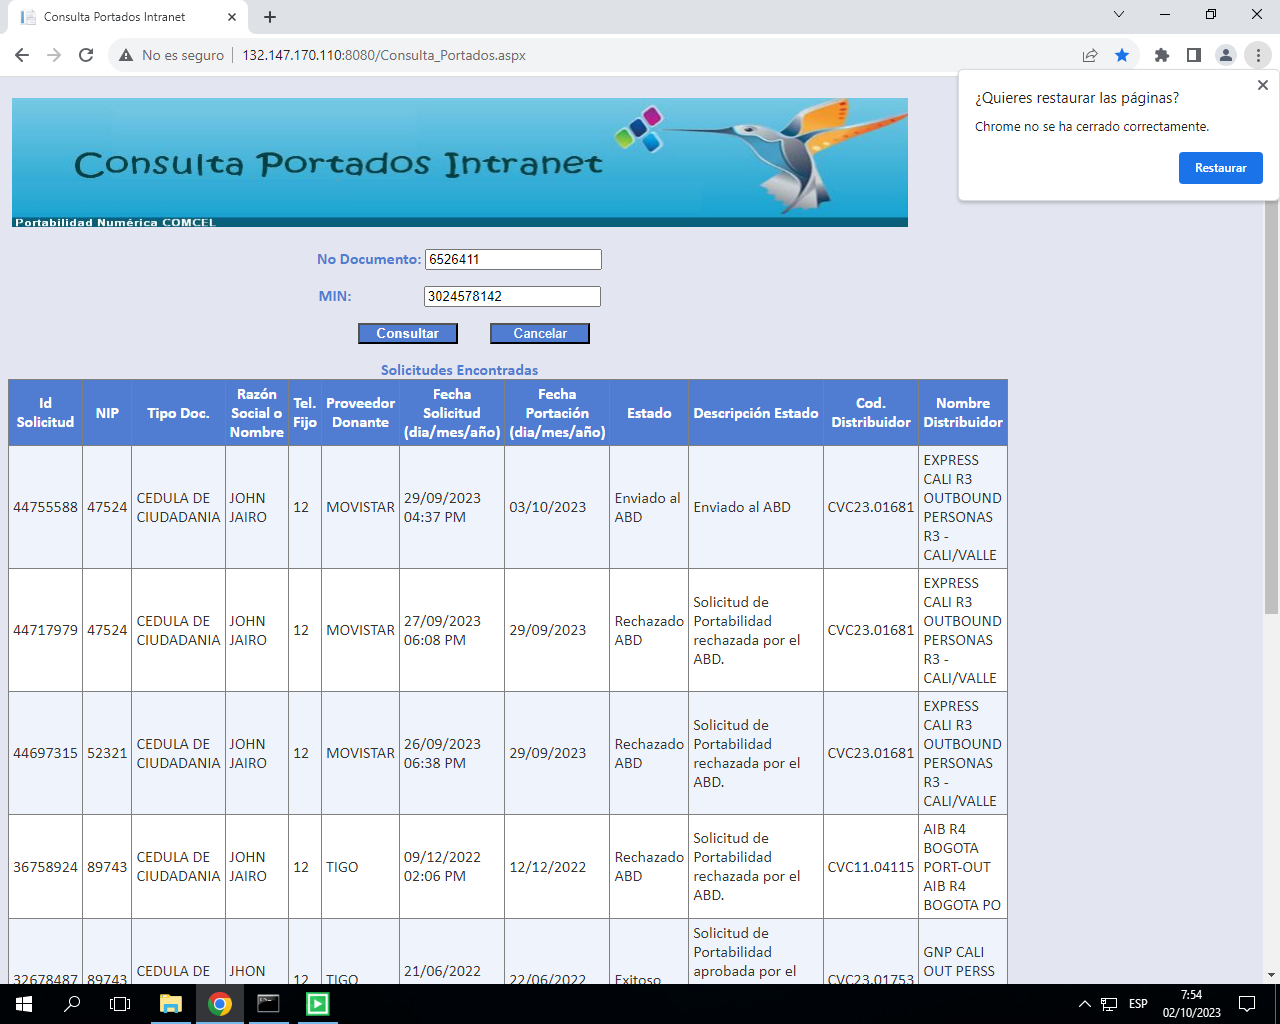 Consulta Portados Intranet
No es seguro
132.147.170.110:8080/Consulta_Portados.aspx
¿Quieres restaurar las páginas?
Chrome no se ha cerrado correctamente.
Restaurar
Consulta Portados Intranet
Portabilidad Numérica COMCEL
No Documento: 6526411
MIN: 3024578142
Consultar Cancelar
Solicitudes Encontradas
Id Solicitud NIP Tipo Doc. Razón Social o Nombre Tel. Fijo Proveedor Donante Fecha Solicitud (dia/mes/año) Fecha Portación (dia/mes/año) Estado Descripción Estado Cod. Distribuidor Nombre Distribuidor
44755588 47524 CEDULA DE CIUDADANIA JOHN JAIRO 12 MOVISTAR 29/09/2023 04:37 PM 03/10/2023 Enviado al ABD Enviado al ABD CVC23.01681 EXPRESS CALI R3 OUTBOUND PERSONAS R3 - CALI/VALLE
44717979 47524 CEDULA DE CIUDADANIA JOHN JAIRO 12 MOVISTAR 27/09/2023 06:08 PM 29/09/2023 Rechazado ABD Solicitud de Portabilidad rechazada por el ABD. CVC23.01681 EXPRESS CALI R3 OUTBOUND PERSONAS R3 - CALI/VALLE
44697315 52321 CEDULA DE CIUDADANIA JOHN JAIRO 12 MOVISTAR 26/09/2023 06:38 PM 29/09/2023 Rechazado ABD Solicitud de Portabilidad rechazada por el ABD. CVC23.01681 EXPRESS CALI R3 OUTBOUND PERSONAS R3 - CALI/VALLE
36758924 89743 CEDULA DE CIUDADANIA JOHN JAIRO 12 TIGO 09/12/2022 02:06 PM 12/12/2022 Rechazado ABD Solicitud de Portabilidad rechazada por el ABD. CVC11.04115 AIB R4 BOGOTA PORT-OUT AIB R4 BOGOTA PO
32678487 89743 CEDULA DE JHON 12 TIGO 21/06/2022 22/06/2022 Exitoso Solicitud de Portabilidad aprobada por el CVC23.01753 GNP CALI OUT PERSS
ESP
7:54
02/10/2023